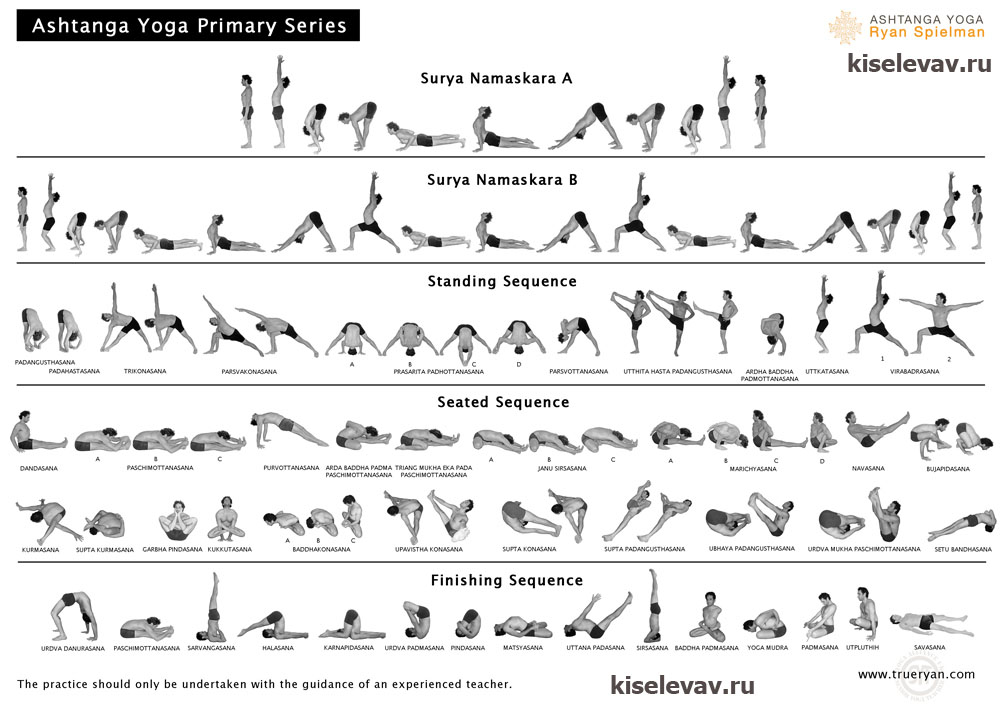 Ashtanga Yoga Primary Series
ASHTANGA YOGA
Ryan Spielman
kiselevav.ru
Surya Namaskara A
Surya Namaskara B
Standing Sequence
A B C D 1 2
PADANGUSTHASANA
PADAHASTASANA TRIKONASANA PARSVAKONASANA PRASARITA PADHOTTANASANA PARSVOTTANASANA UTTHITA HASTA PADANGUSTHASANA ARDHA BADDHA UTTKATASANA VIRABADRASANA
PADMOTTANASANA
Seated Sequence
A B C A B C A B C D
DANDASANA PASCHIMOTTANASANA PURVOTTANASANA ARDA BADDHA PADMA TRIANG MUKHA EKA PADA JANU SIRSASANA MARICHYASANA NAVASANA BUJAPIDASANA
PASCHIMOTTANASANA PASCHIMOTTANASANA
A B C
KURMASANA SUPTA KURMASANA GARBHA PINDASANA KUKKUTASANA BADDHAKONASANA UPAVISTHA KONASANA SUPTA KONASANA SUPTA PADANGUSTHASANA UBHAYA PADANGUSTHASANA URDVA MUKHA PASCHIMOTTASANA SETU BANDHASANA
Finishing Sequence
URDVA DANURASANA PASCHIMOTTANASANA SARVANGASANA HALASANA KARNAPIDASANA URDVA PADMASANA PINDASANA MATSYASANA UTTANA PADASANA SIRSASANA BADDHA PADMASANA YOGA MUDRA PADMASANA UTPLUTHIH SAVASANA
The practice should only be undertaken with the guidance of an experienced teacher.
kiselevav.ru
www.trueryan.com